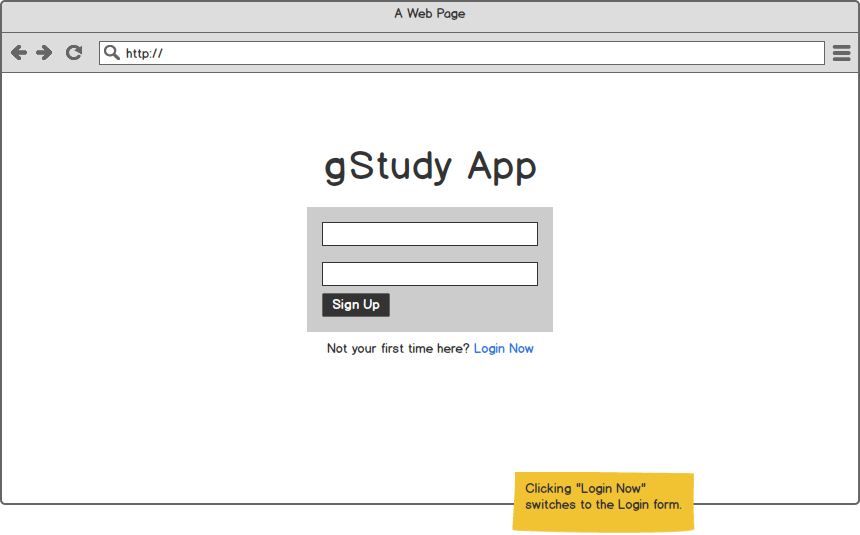 A Web Page
http://
gStudy App
Sign Up
Not your first time here? Login Now
Clicking "Login Now"
switches to the Login form.